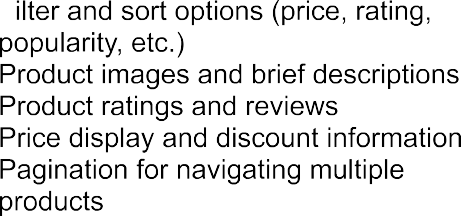 ilter and sort options (price, rating,
popularity, etc.)
Product images and brief descriptions
Product ratings and reviews
Price display and discount information
Pagination for navigating multiple
products